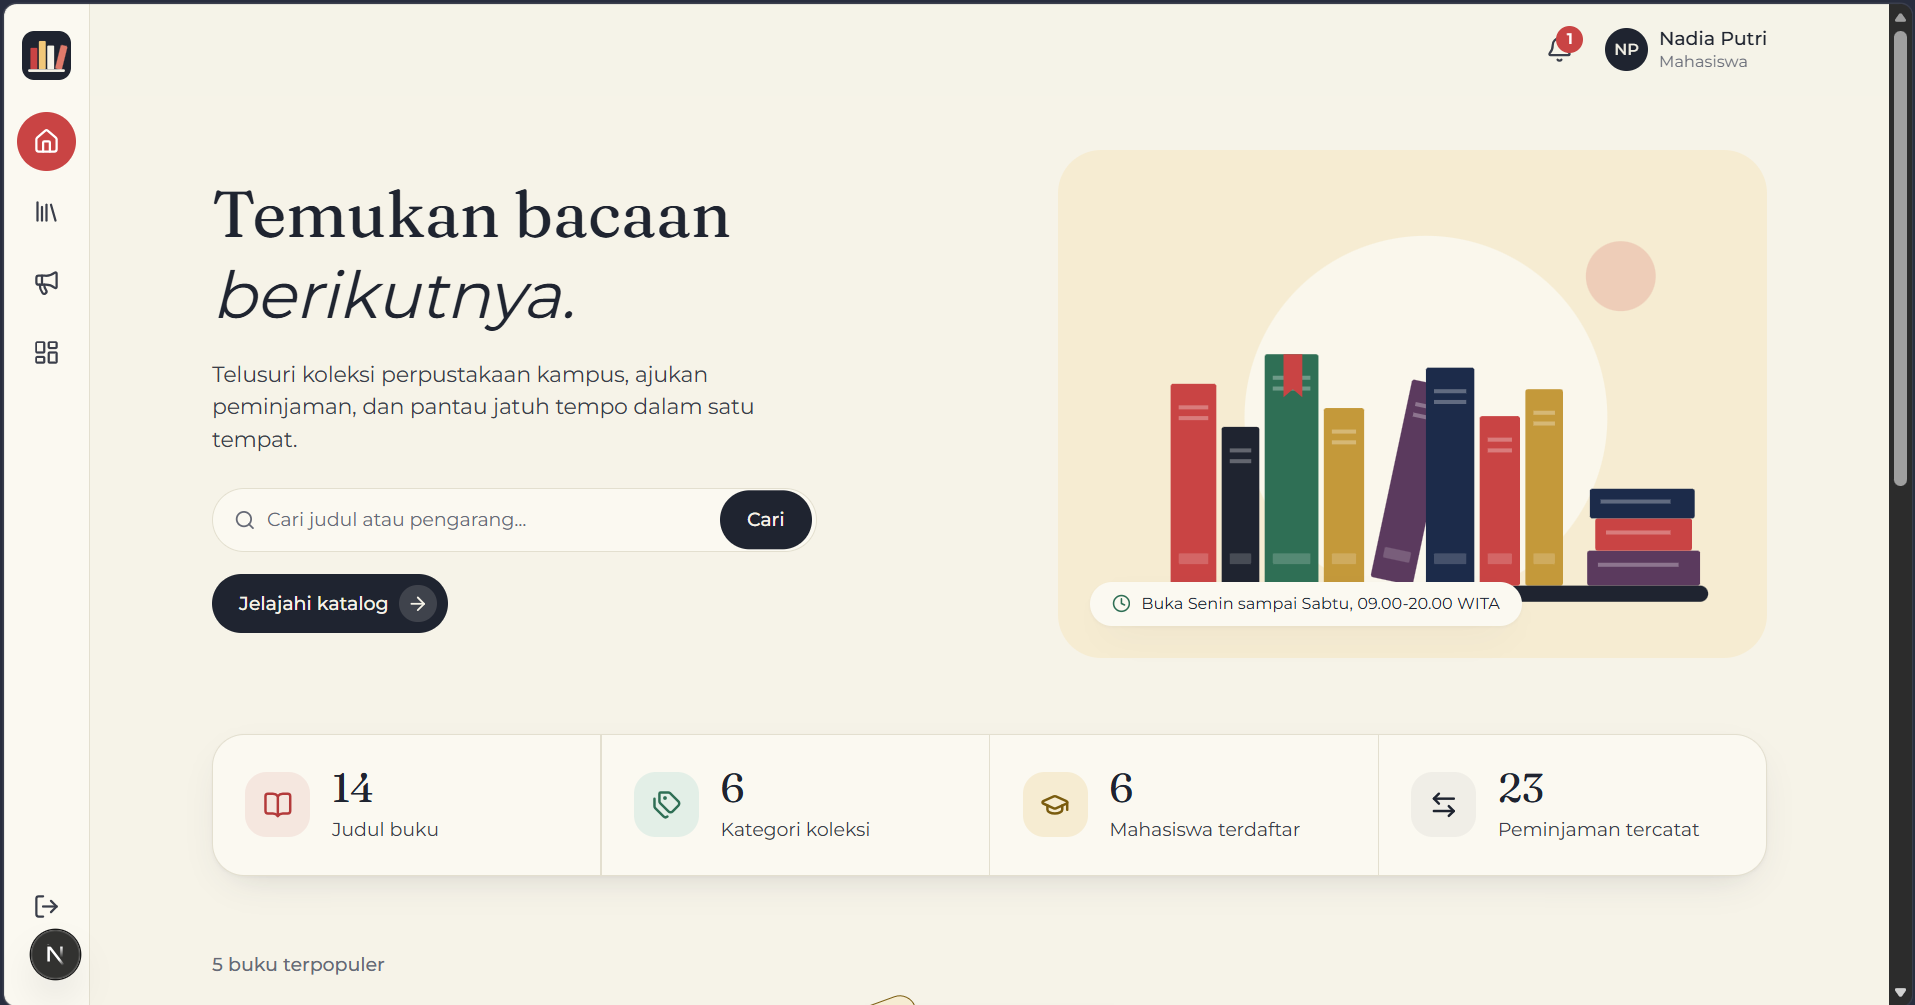 1
NP
Nadia Putri
Mahasiswa
Temukan bacaan
berikutnya.
Telusuri koleksi perpustakaan kampus, ajukan
peminjaman, dan pantau jatuh tempo dalam satu
tempat.
Cari judul atau pengarang...
Cari
Jelajahi katalog
Buka Senin sampai Sabtu, 09.00-20.00 WITA
14
Judul buku
6
Kategori koleksi
6
Mahasiswa terdaftar
23
Peminjaman tercatat
N
5 buku terpopuler